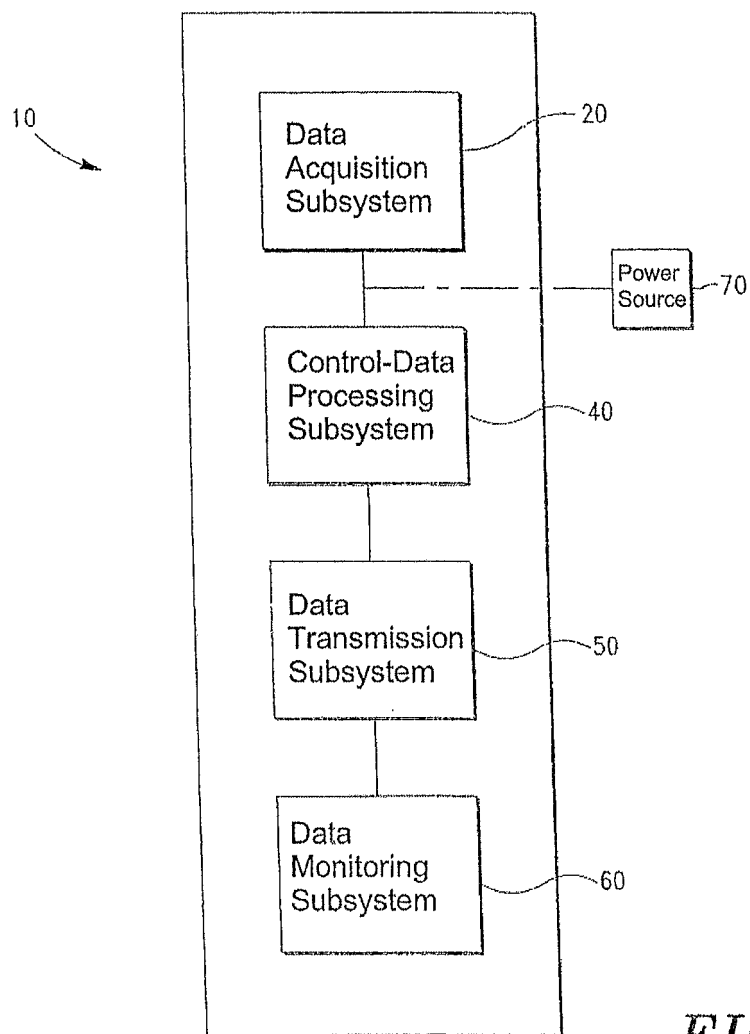 10
Data
Acquisition
Subsystem
20
Power
Source
70
Control-Data
Processing
Subsystem
40
Data
Transmission
Subsystem
50
Data
Monitoring
Subsystem
60